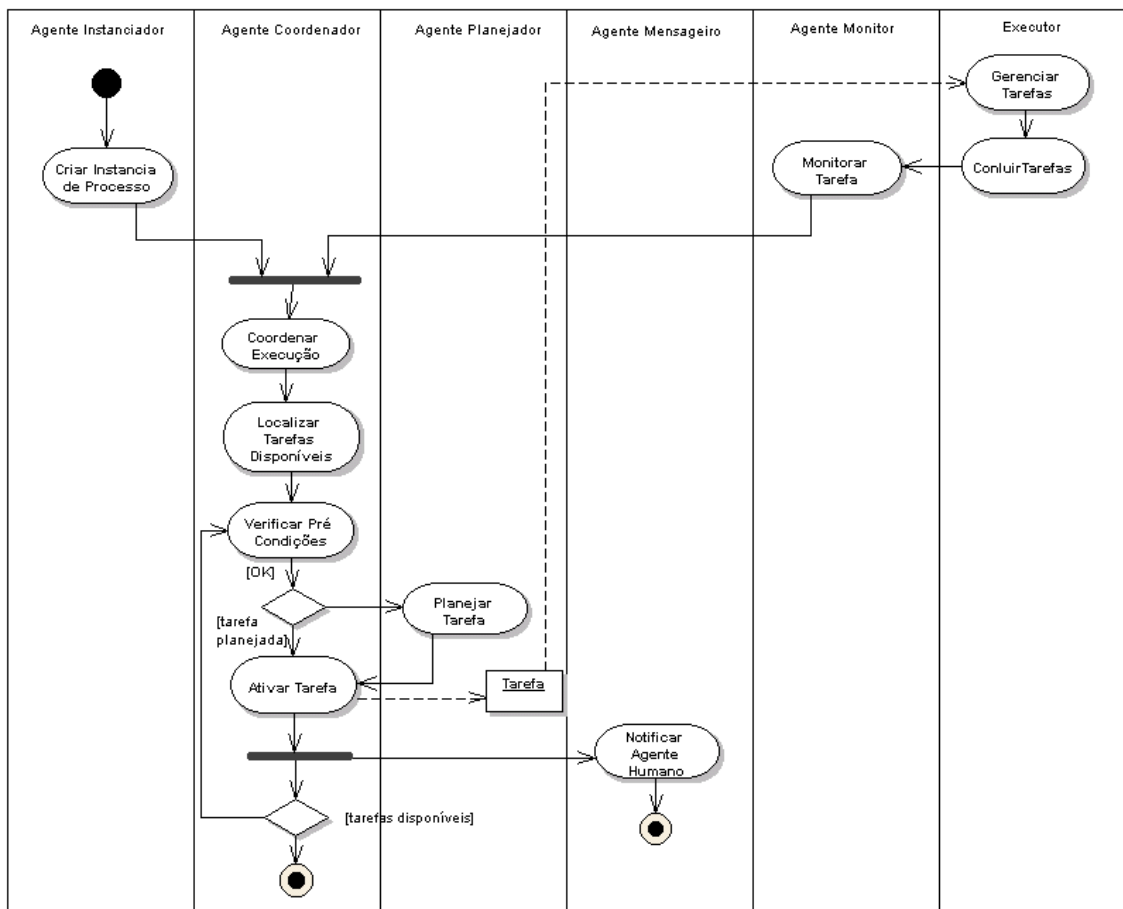 Agente Instanciador
Agente Coordenador
Agente Planejador
Agente Mensageiro
Agente Monitor
Executor
Gerenciar
Tarefas
Criar Instancia
de Processo
Monitorar
Tarefa
ConluirTarefas
Coordenar
Execução
Localizar
Tarefas
Disponíveis
Verificar Pré
Condições
[OK]
Planejar
Tarefa
[tarefa
planejada]
Ativar Tarefa
Tarefa
Notificar
Agente
Humano
[tarefas disponíveis]